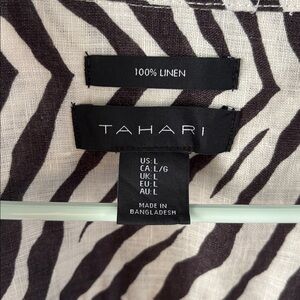 100% LINEN
TAHARI
US:L
CA:L/G
UK:L
EU:L
AU:L
MADE IN
BANGLADESH